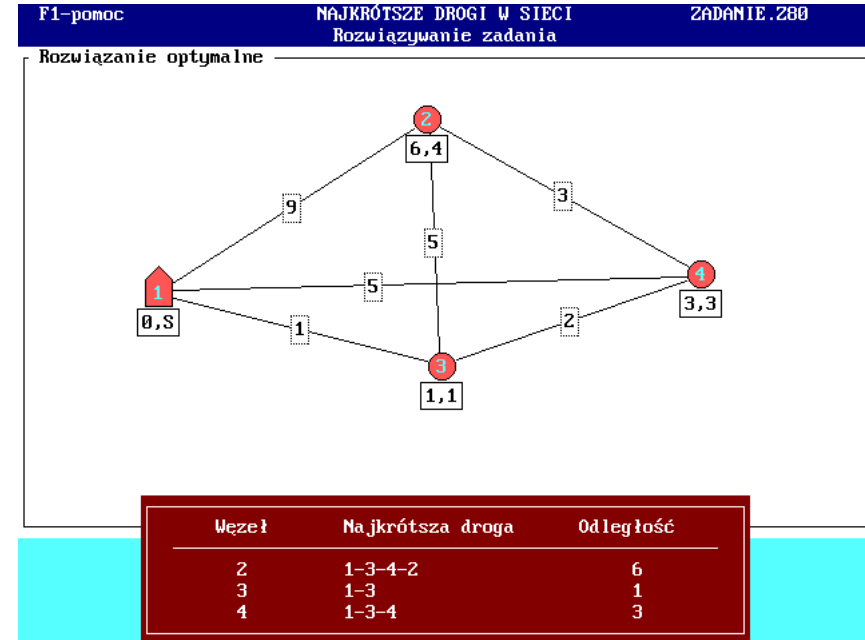 F1-pomoc NAJKRÓTSZE DROGI W SIECI ZADANIE.Z80
Rozwiązywanie zadania
Rozwiązanie optymalne
2
6,4
9
3
5
1
5
4
0,S
1
2
3,3
3
1,1
Węzeł Najkrótsza droga Odległość
2 1-3-4-2 6
3 1-3 1
4 1-3-4 3